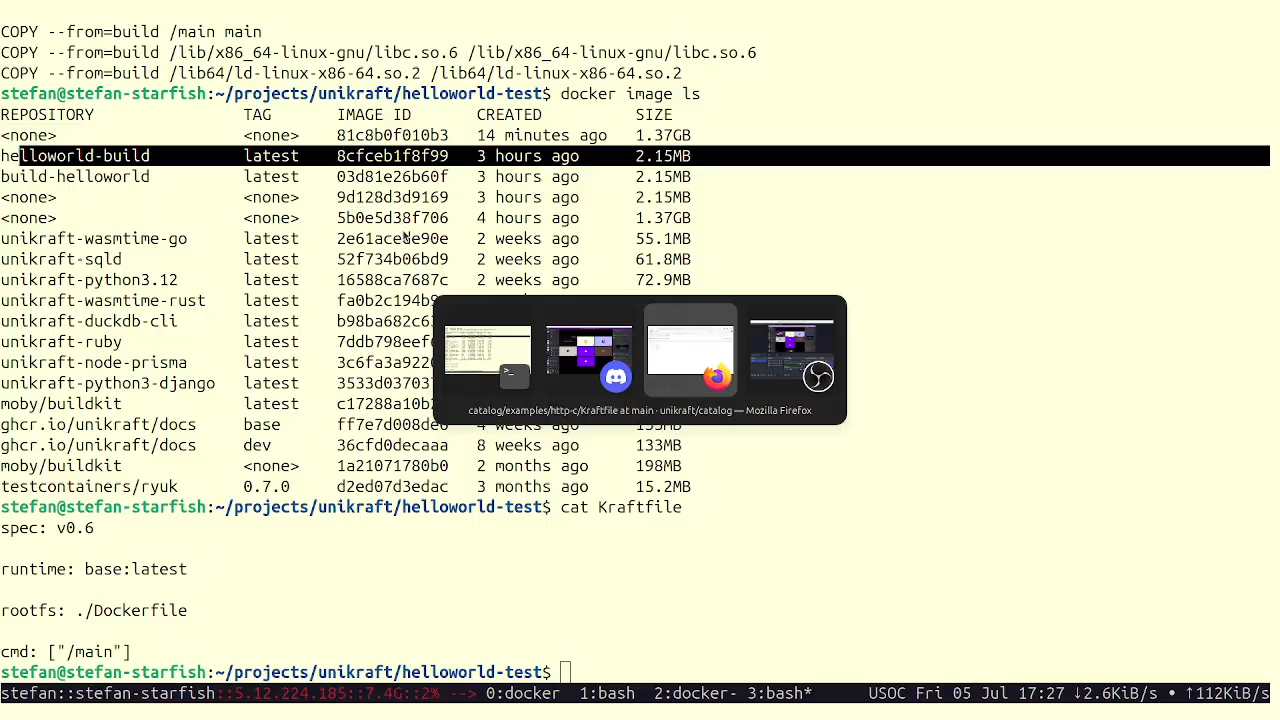 COPY --from=build /main main
COPY --from=build /lib/x86_64-linux-gnu/libc.so.6 /lib/x86_64-linux-gnu/libc.so.6
COPY --from=build /lib64/ld-linux-x86-64.so.2 /lib64/ld-linux-x86-64.so.2
stefan@stefan-starfish:~/projects/unikraft/helloworld-test$ docker image ls
REPOSITORY TAG IMAGE ID CREATED SIZE
<none> <none> 81c8b0f010b3 14 minutes ago 1.37GB
helloworld-build latest 8cfceb1f8f99 3 hours ago 2.15MB
build-helloworld latest 03d81e26b60f 3 hours ago 2.15MB
<none> <none> 9d128d3d9169 3 hours ago 2.15MB
<none> <none> 5b0e5d38f706 4 hours ago 1.37GB
unikraft-wasmtime-go latest 2 weeks ago 55.1MB
unikraft-sqld latest 52f734b06bd9 2 weeks ago 61.8MB
unikraft-python3.12 latest 16588ca7687c 2 weeks ago 72.9MB
unikraft-wasmtime-rust latest
unikraft-duckdb-cli latest
unikraft-ruby latest
unikraft-node-prisma latest
unikraft-python3-django latest
moby/buildkit latest
ghcr.io/unikraft/docs base
ghcr.io/unikraft/docs dev 36cfd0decaaa 8 weeks ago 133MB
moby/buildkit <none> 1a21071780b0 2 months ago 198MB
testcontainers/ryuk 0.7.0 d2ed07d3edac 3 months ago 15.2MB
catalog/examples/http-c/Kraftfile at main · unikraft/catalog — Mozilla Firefox
stefan@stefan-starfish:~/projects/unikraft/helloworld-test$ cat Kraftfile
spec: v0.6
runtime: base:latest
rootfs: ./Dockerfile
cmd: ["/main"]
stefan@stefan-starfish:~/projects/unikraft/helloworld-test$
stefan::stefan-starfish::5.12.224.185::7.4G::2% --> 0:docker 1:bash 2:docker- 3:bash* USOC Fri 05 Jul 17:27 ↓2.6KiB/s • ↑112KiB/s